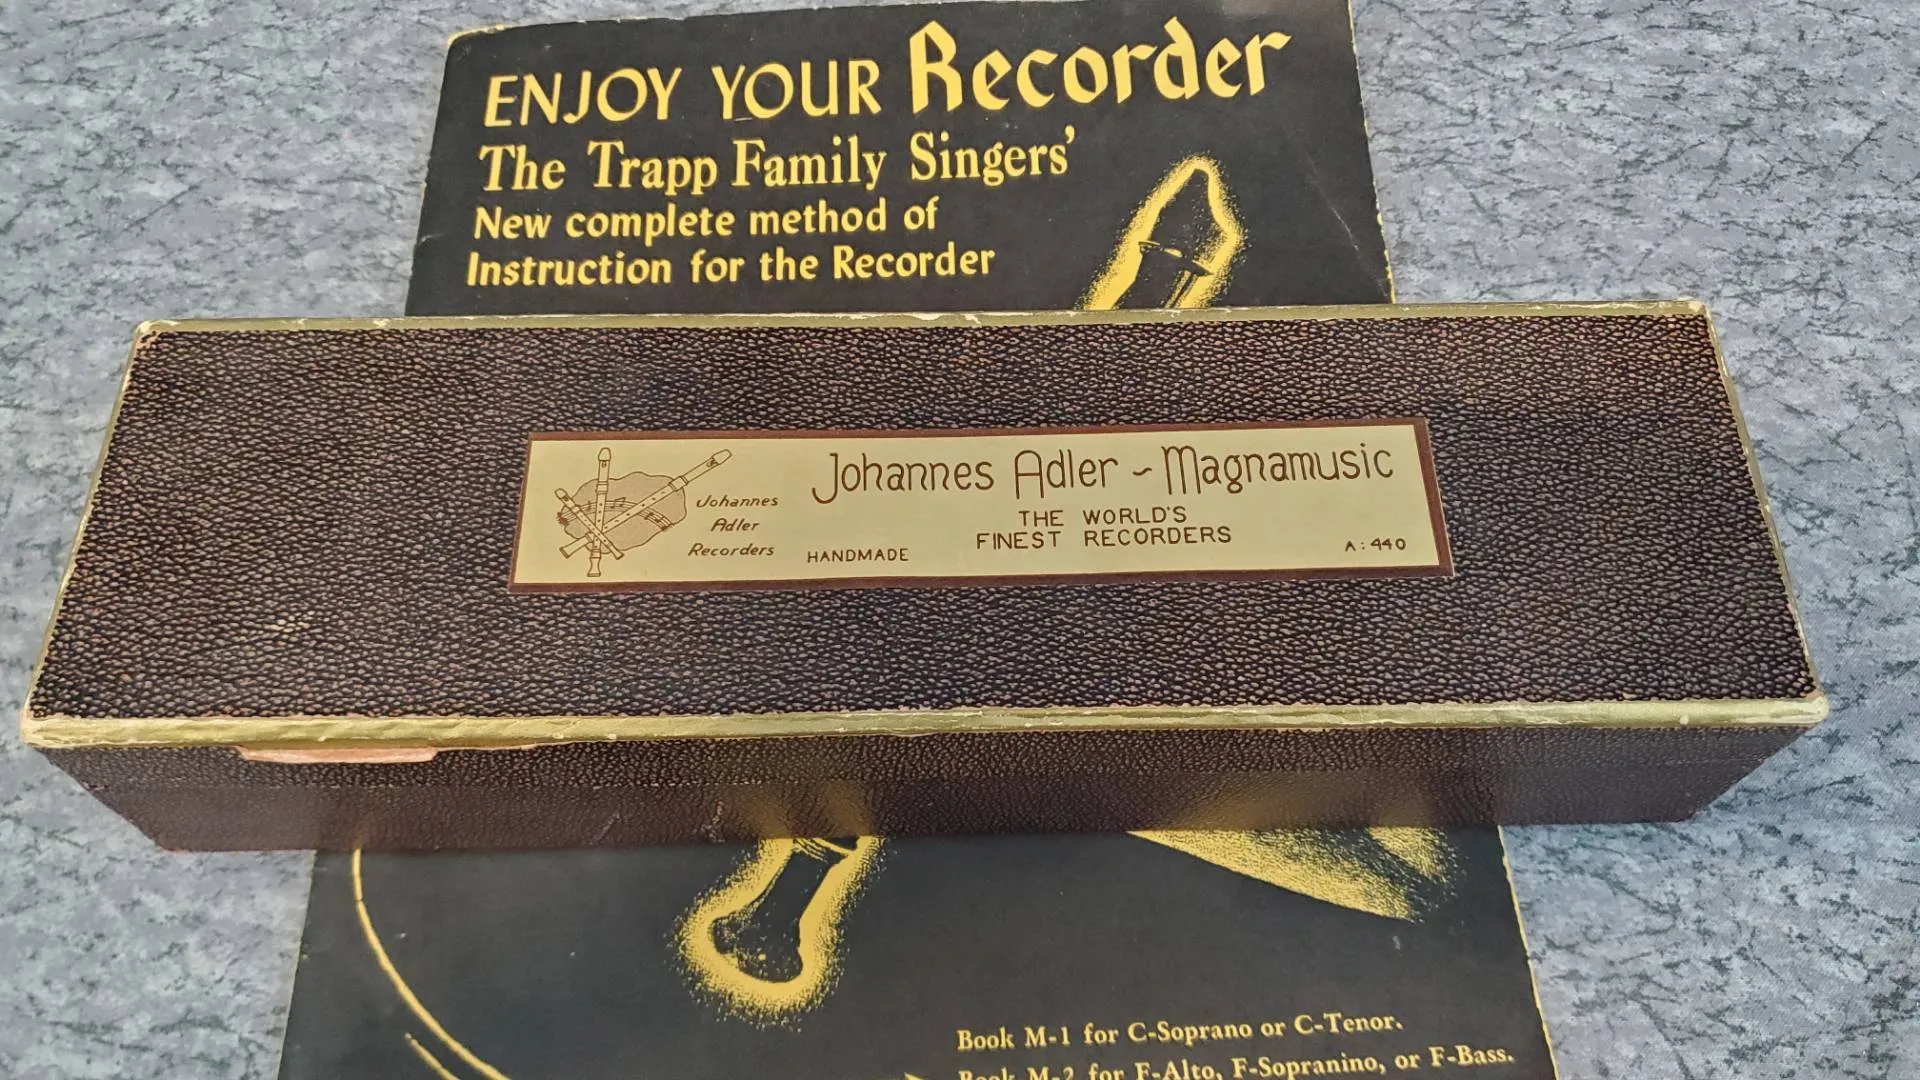 ENJOY YOUR Recorder
The Trapp Family Singers'
New complete method of
Instruction for the Recorder
Johannes
Adler
Recorders
Johannes Adler ~ Magnamusic
THE WORLD'S
FINEST RECORDERS
HANDMADE
A:440
Book M-1 for C-Soprano or C-Tenor.
Book M-2 for F-Alto, F-Sopranino, or F-Bass.